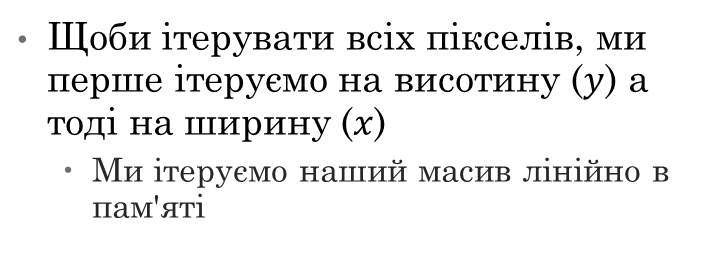 • Щоби ітерувати всіх пікселів, ми
перше ітеруємо на висотину (y) а
тоді на ширину (x)
• Ми ітеруємо наший масив лінійно в
пам'яті